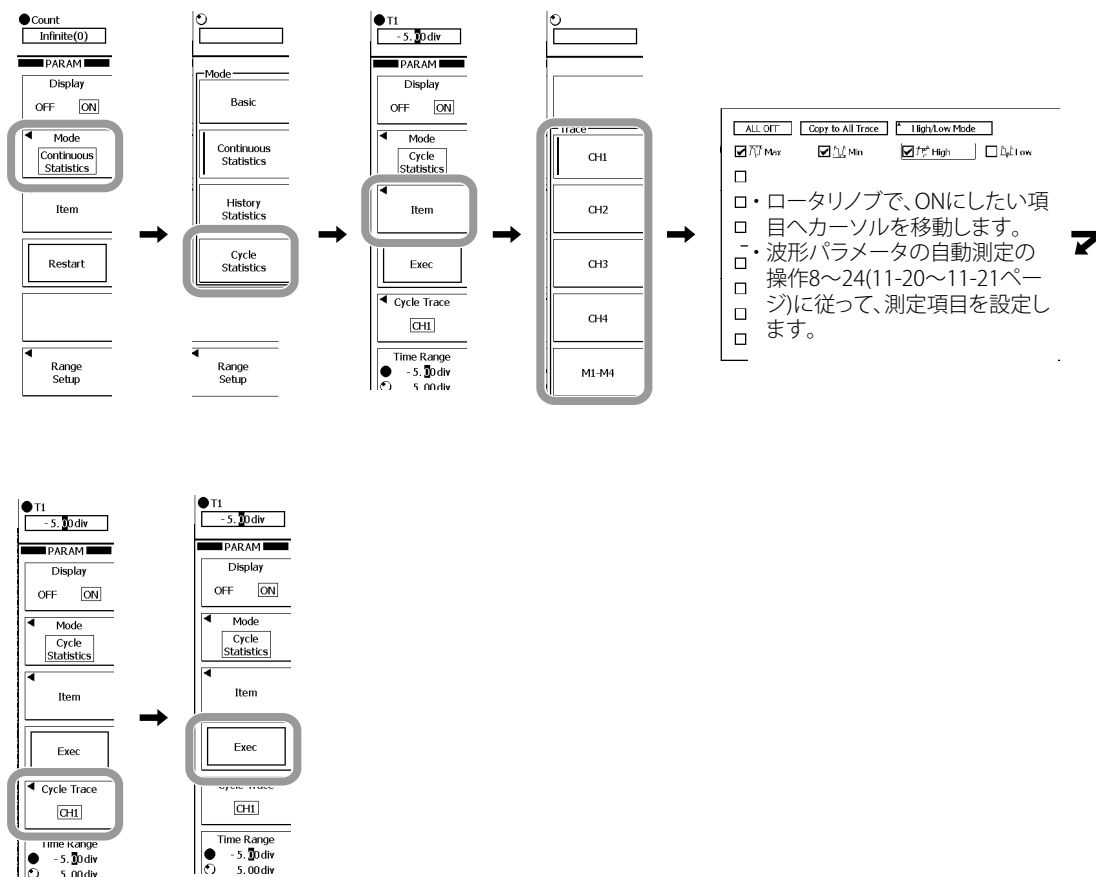 Count
Infinite(0)
PARAM
Display
OFF ON
Mode
Continuous
Statistics
Item
Restart
Range
Setup
Mode
Basic
Continuous
Statistics
History
Statistics
Cycle
Statistics
Range
Setup
T1
-5.00div
PARAM
Display
OFF ON
Mode
Cycle
Statistics
Item
Exec
Cycle Trace
CH1
Time Range
-5.00div
5.00div
Trace
CH1
CH2
CH3
CH4
M1-M4
ALL OFF Copy to All Trace High/Low Mode
Max Min High Low
・ロータリノブで、ONにしたい項
目へカーソルを移動します。
・波形パラメータの自動測定の
操作8～24(11-20～11-21ペー
ジ)に従って、測定項目を設定し
ます。
T1
-5.00div
PARAM
Display
OFF ON
Mode
Cycle
Statistics
Item
Exec
Cycle Trace
CH1
Time Range
-5.00div
5.00div
T1
-5.00div
PARAM
Display
OFF ON
Mode
Cycle
Statistics
Item
Exec
Cycle Trace
CH1
Time Range
-5.00div
5.00div